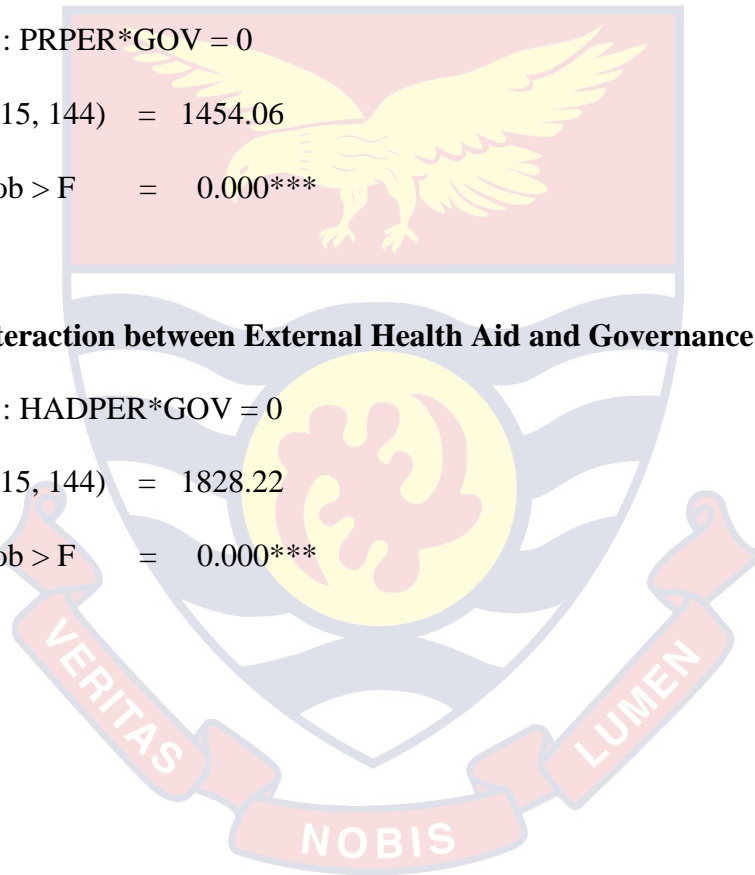 : PRPER*GOV = 0
15, 144) = 1454.06
ob > F = 0.000***
teraction between External Health Aid and Governance
: HADPER*GOV = 0
15, 144) = 1828.22
ob > F = 0.000***
VERITAS
NOBIS
LUMEN